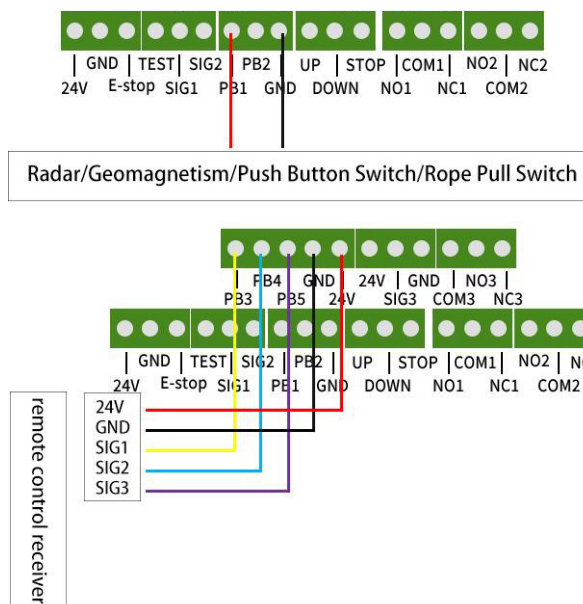 GND TEST SIG2 PB2 UP STOP COM1 NO2 NC2
24V E-stop SIG1 PB1 GND DOWN NO1 NC1 COM2
Radar/Geomagnetism/Push Button Switch/Rope Pull Switch
PB4 GND 24V GND NO3
PB3 PB5 24V SIG3 COM3 NC3
GND TEST SIG2 PB2 UP STOP COM1 NO2
24V E-stop SIG1 PB1 GND DOWN NO1 NC1 COM2
24V
GND
SIG1
SIG2
SIG3
remote control receiver